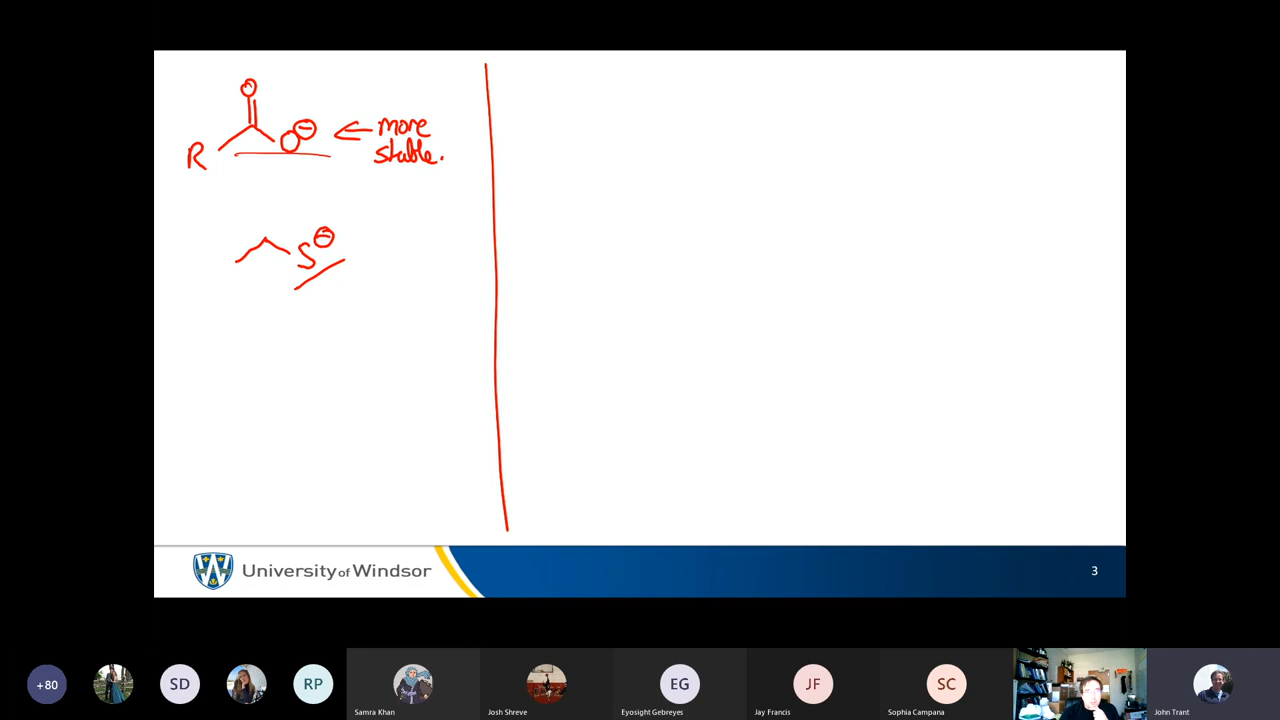 O
R
O⊖
← more
stable.
S⊖
W
University of Windsor
3
+80
SD
RP
EG
JF
SC
Samra Khan
Josh Shreve
Eyosight Gebreyes
Jay Francis
Sophia Campana
John Trant